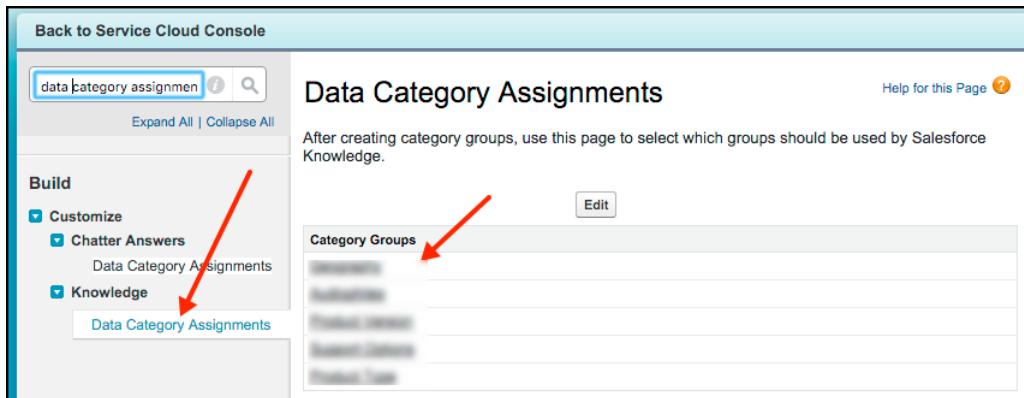 Back to Service Cloud Console
data category assignmen
Expand All | Collapse All
Build
Customize
Chatter Answers
Data Category Assignments
Knowledge
Data Category Assignments
Data Category Assignments
Help for this Page
After creating category groups, use this page to select which groups should be used by Salesforce
Knowledge.
Edit
Category Groups